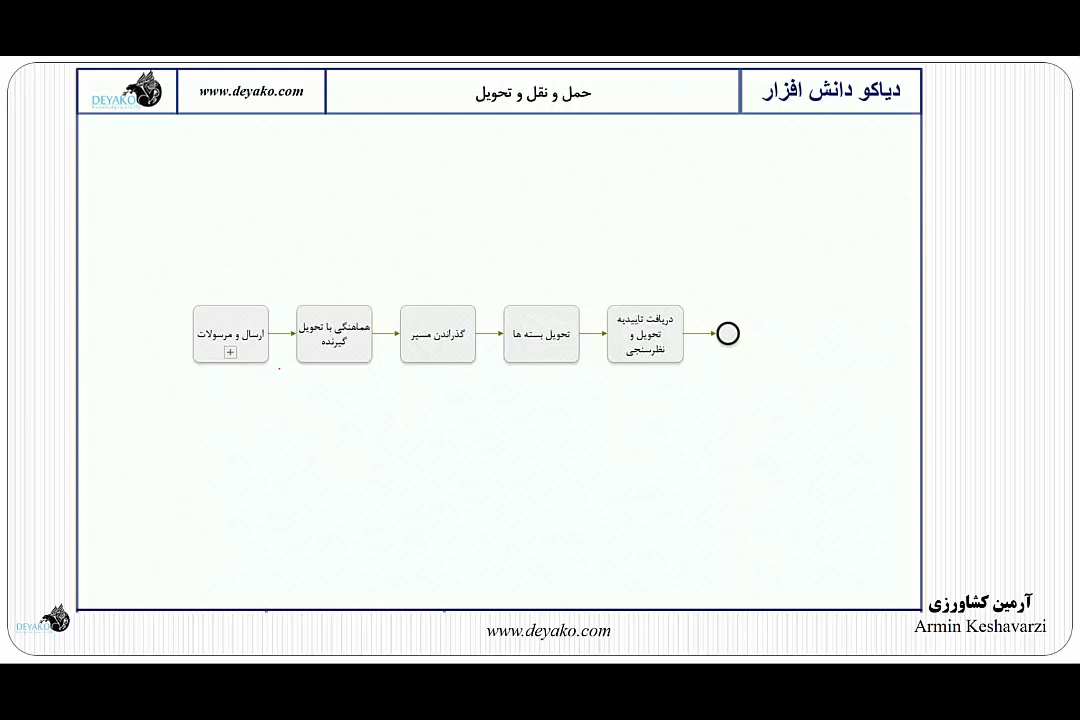 دیاکو دانش افزار
حمل و نقل و تحویل
www.deyako.com
DEYAKO
ارسال و مرسولات
هماهنگی با تحویل
گیرنده
گذراندن مسیر
تحویل بسته ها
دریافت تاییدیه
تحویل و
نظرسنجی
آرمین کشاورزی
Armin Keshavarzi
www.deyako.com
DEYAKO